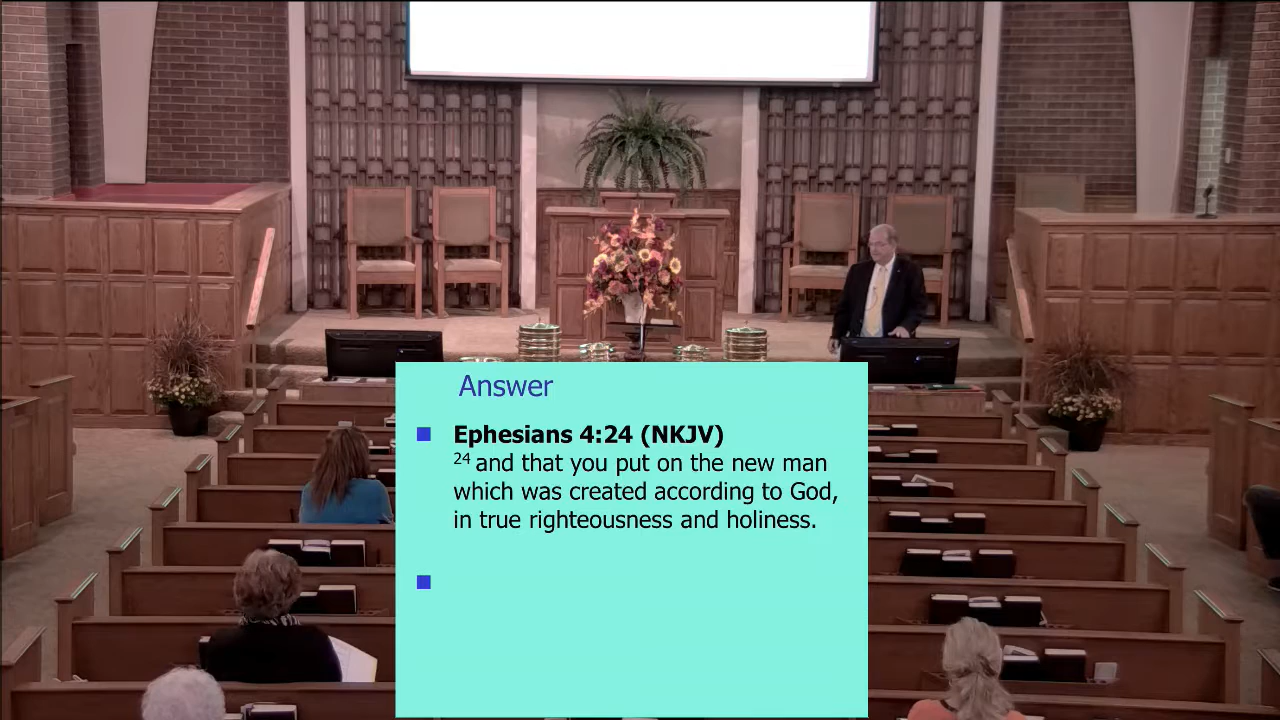 Answer
Ephesians 4:24 (NKJV)
24 and that you put on the new man
which was created according to God,
in true righteousness and holiness.